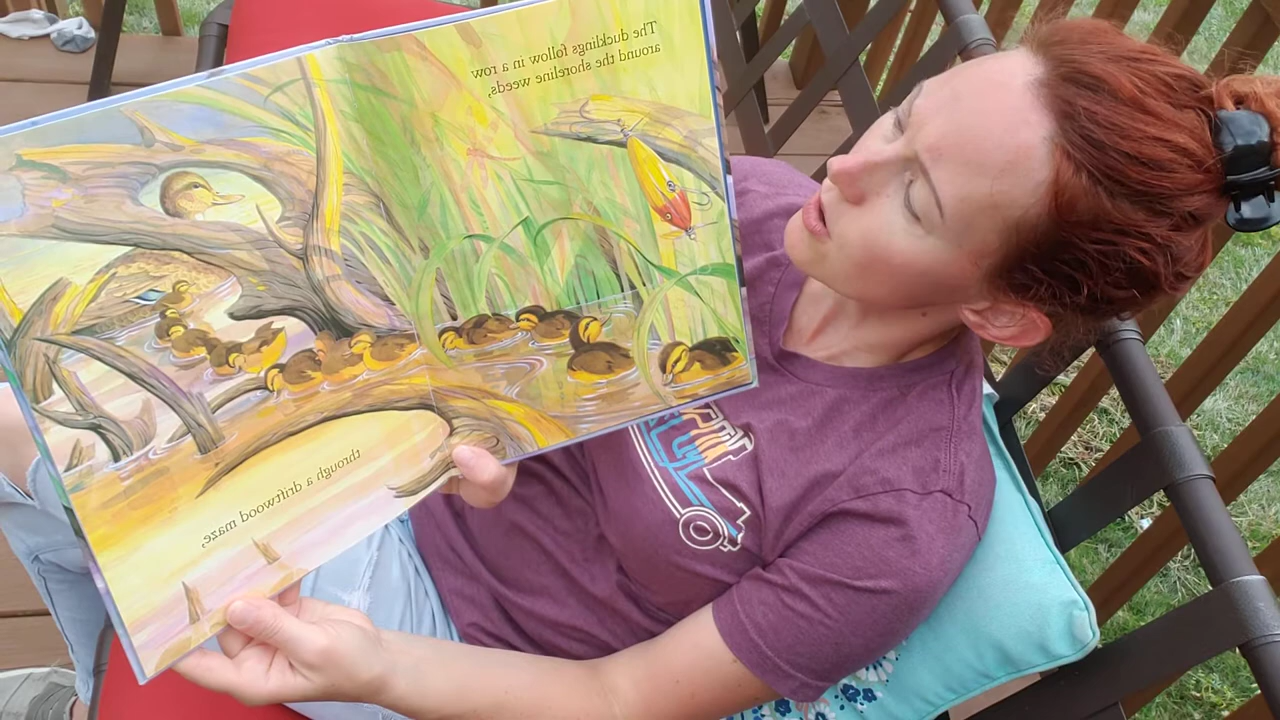 The ducklings follow in a row
around the shoreline weeds,
through a driftwood maze,